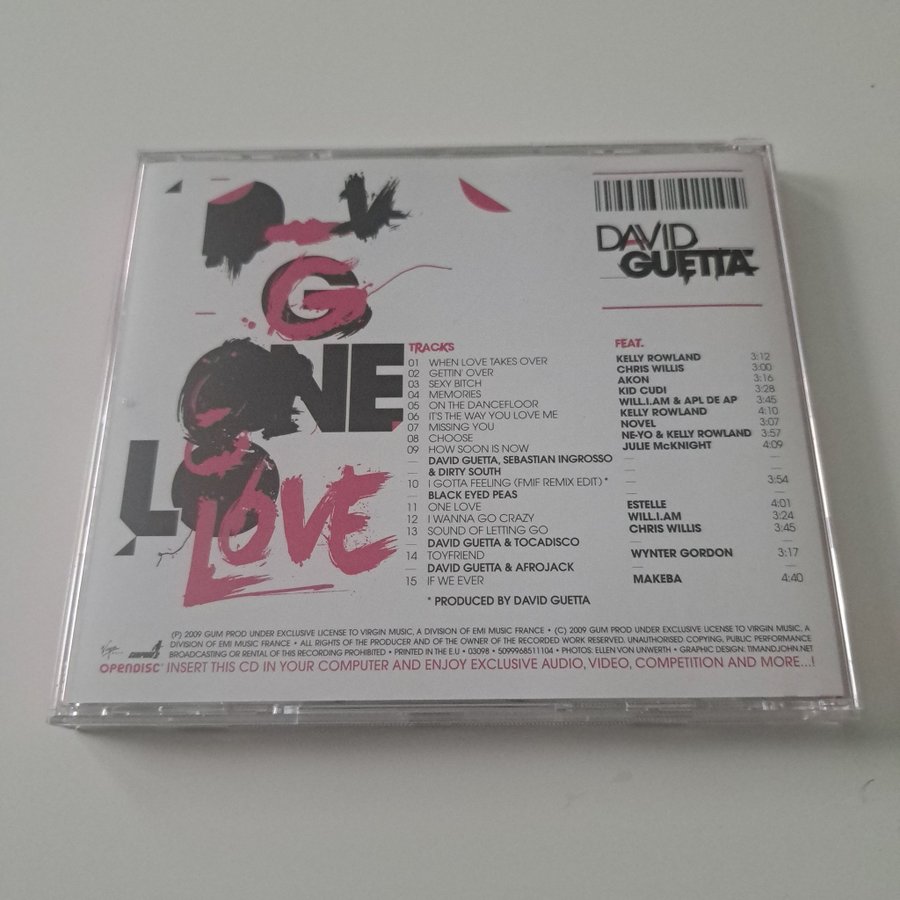 DAVID
GUETTA
G
ONE
LOVE
TRACKS FEAT.
01 WHEN LOVE TAKES OVER KELLY ROWLAND 3:12
02 GETTIN' OVER CHRIS WILLIS 3:00
03 SEXY BITCH AKON 3:16
04 MEMORIES KID CUDI 3:28
05 ON THE DANCEFLOOR WILL.I.AM & APL DE AP 3:45
06 IT'S THE WAY YOU LOVE ME KELLY ROWLAND 4:10
07 MISSING YOU NOVEL 3:07
08 CHOOSE NE-YO & KELLY ROWLAND 3:57
09 HOW SOON IS NOW JULIE McKNIGHT 4:09
— DAVID GUETTA, SEBASTIAN INGROSSO — —
— & DIRTY SOUTH — —
10 I GOTTA FEELING (FMIF REMIX EDIT) * — 3:54
— BLACK EYED PEAS — —
11 ONE LOVE ESTELLE 4:01
12 I WANNA GO CRAZY WILL.I.AM 3:24
13 SOUND OF LETTING GO CHRIS WILLIS 3:45
— DAVID GUETTA & TOCADISCO — —
14 TOYFRIEND WYNTER GORDON 3:17
— DAVID GUETTA & AFROJACK — —
15 IF WE EVER MAKEBA 4:40
* PRODUCED BY DAVID GUETTA
(P) 2009 GUM PROD UNDER EXCLUSIVE LICENSE TO VIRGIN MUSIC, A DIVISION OF EMI MUSIC FRANCE • (C) 2009 GUM PROD UNDER EXCLUSIVE LICENSE TO VIRGIN MUSIC, A
DIVISION OF EMI MUSIC FRANCE • ALL RIGHTS OF THE PRODUCER AND OF THE OWNER OF THE RECORDED WORK RESERVED. UNAUTHORISED COPYING, PUBLIC PERFORMANCE
BROADCASTING OR RENTAL OF THIS RECORDING PROHIBITED • PRINTED IN THE E.U • 03098 • 5099968511104 • PHOTOS: ELLEN VON UNWERTH • GRAPHIC DESIGN: TIMANDJOHN.NET
Virgin
OPENDISC® INSERT THIS CD IN YOUR COMPUTER AND ENJOY EXCLUSIVE AUDIO, VIDEO, COMPETITION AND MORE...!